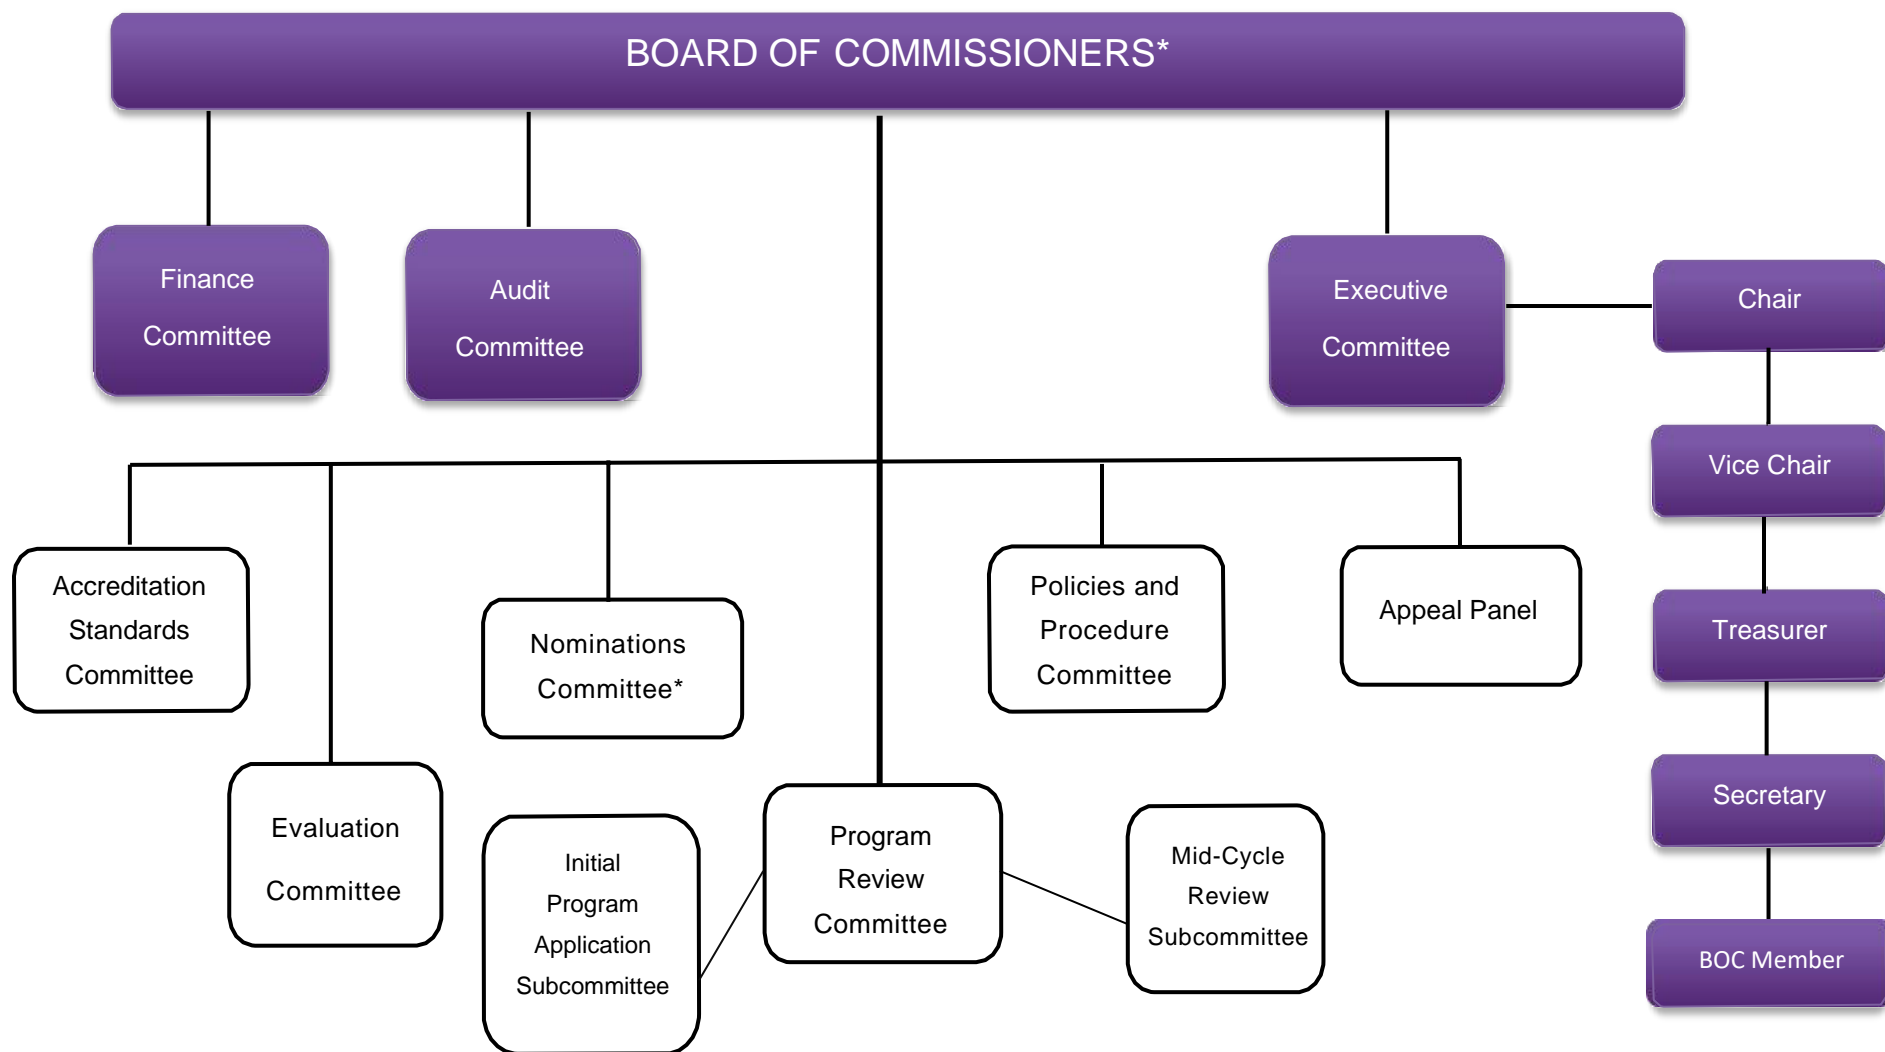 BOARD OF COMMISSIONERS*
Finance
Committee
Audit
Committee
Executive
Committee
Chair
Vice Chair
Treasurer
Secretary
BOC Member
Accreditation
Standards
Committee
Evaluation
Committee
Nominations
Committee*
Policies and
Procedure
Committee
Appeal Panel
Initial
Program
Application
Subcommittee
Program
Review
Committee
Mid-Cycle
Review
Subcommittee